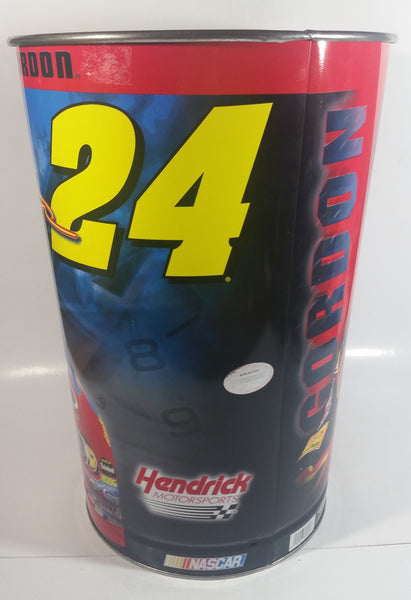 RDON
24
GORDON
8
9
Hendrick
MOTORSPORTS
NASCAR